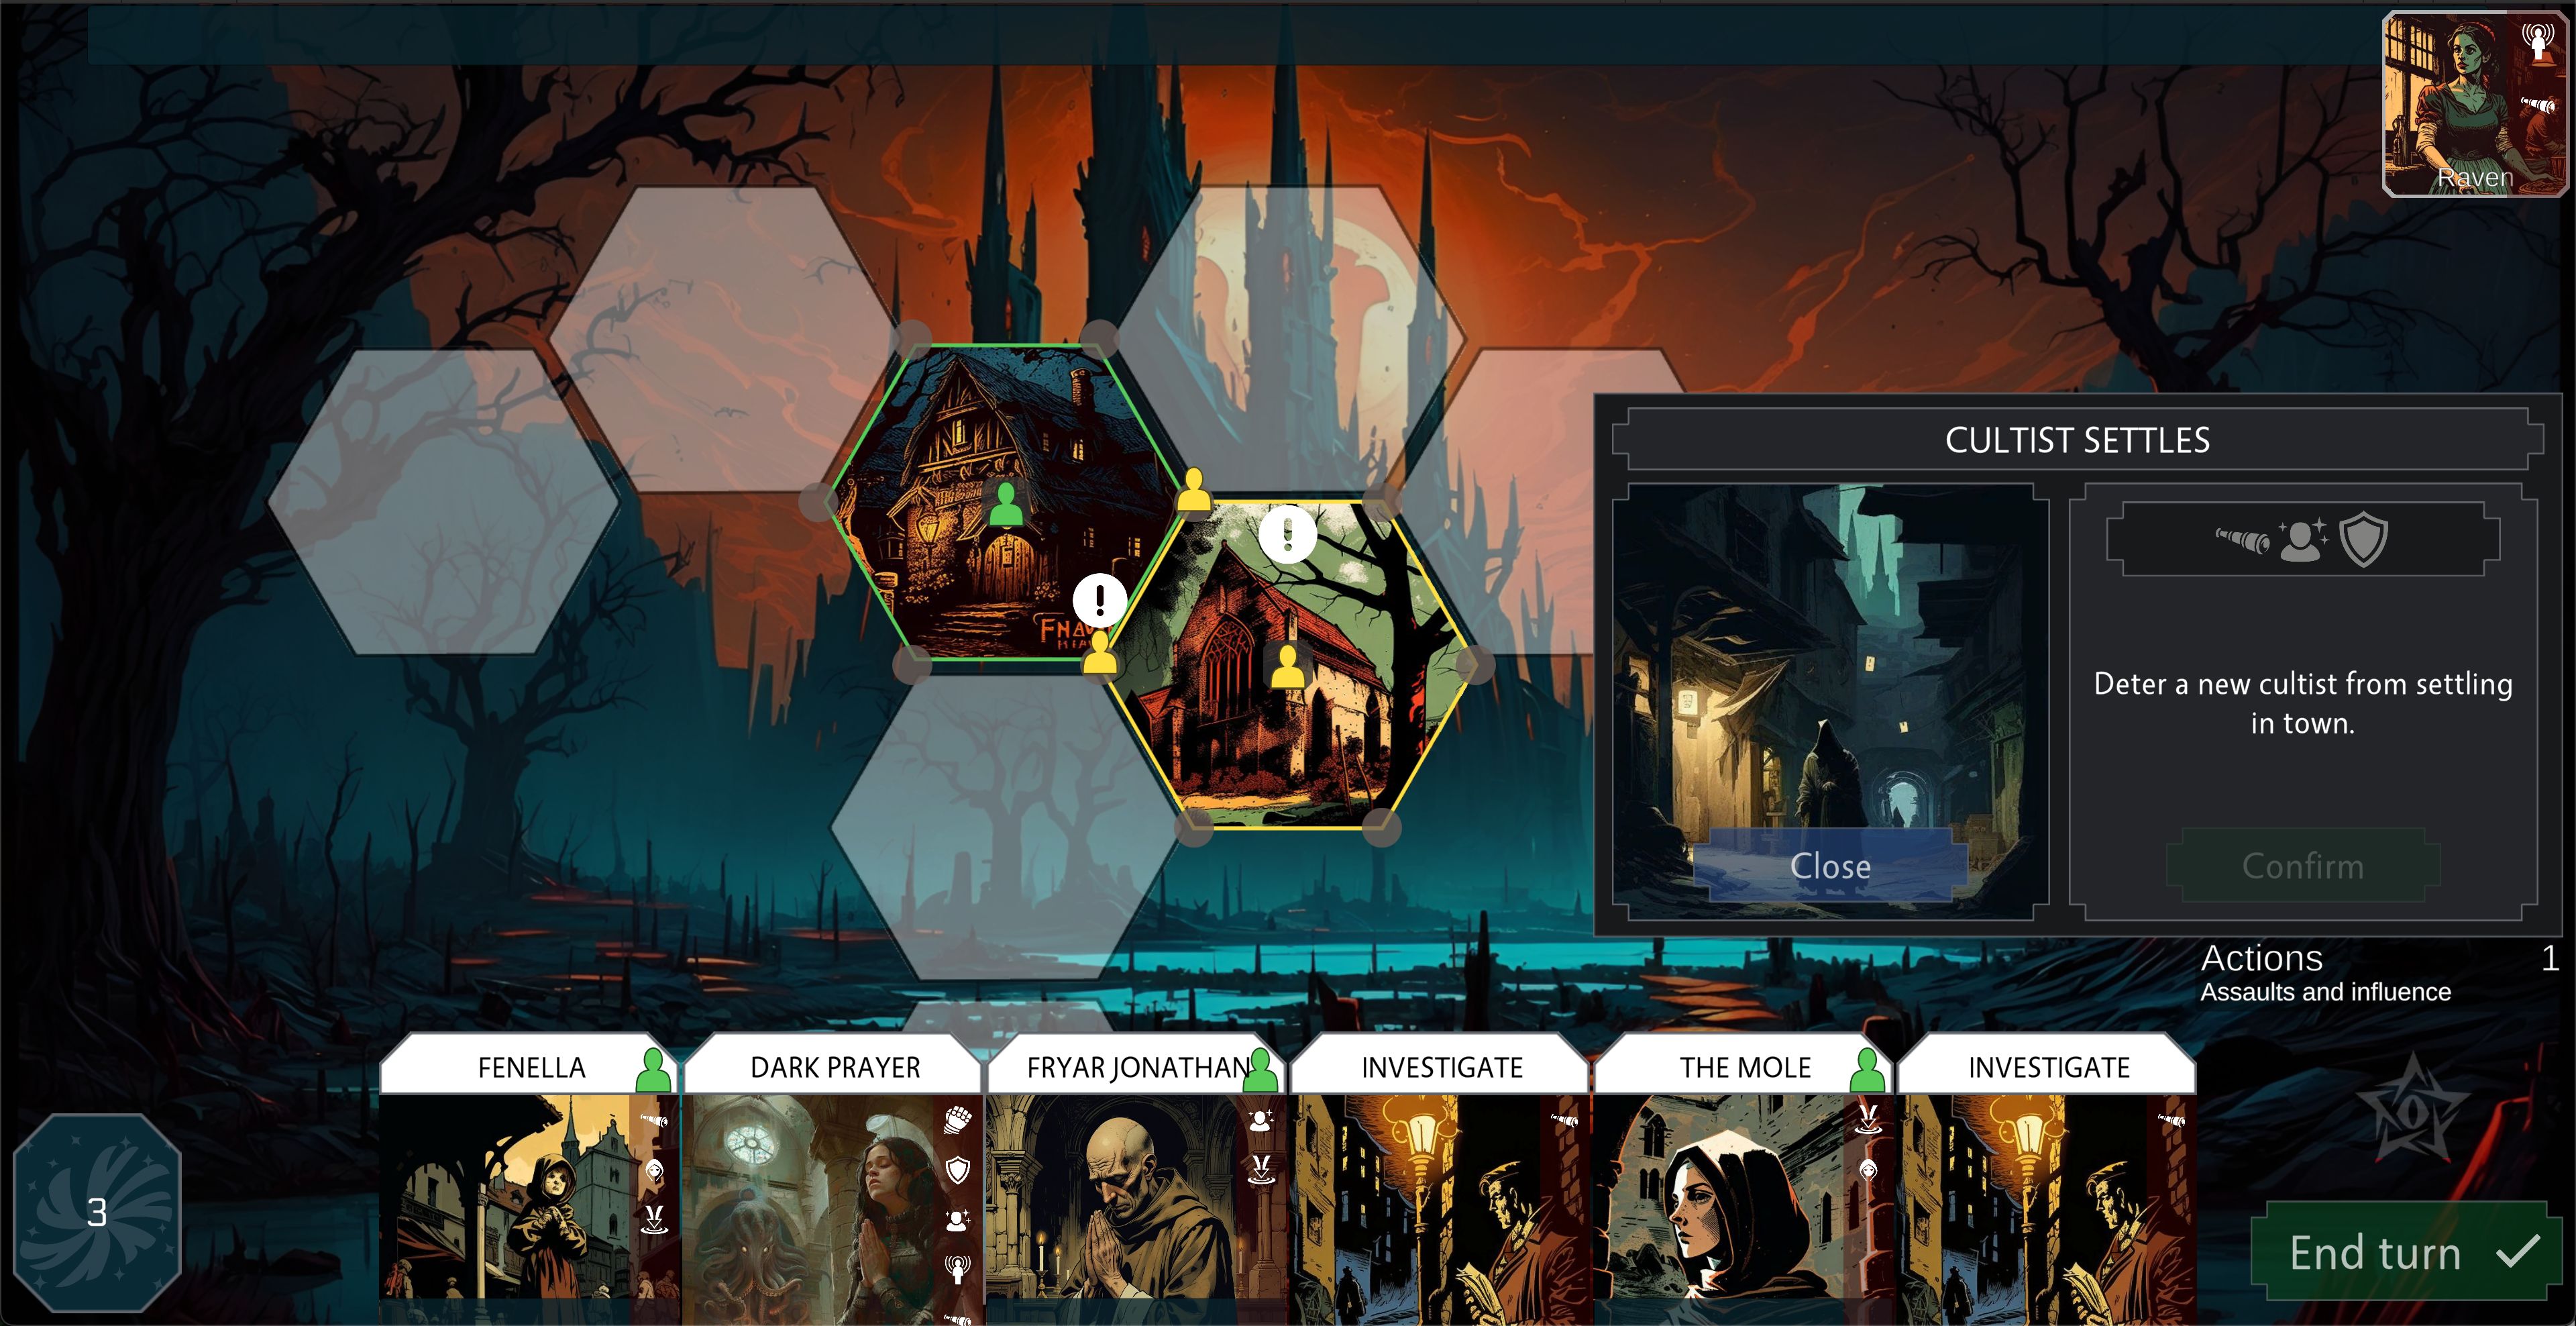 Raven
CULTIST SETTLES
Deter a new cultist from settling
in town.
Close
Confirm
Actions 1
Assaults and influence
FENELLA
DARK PRAYER
FRYAR JONATHAN
INVESTIGATE
THE MOLE
INVESTIGATE
3
0
End turn